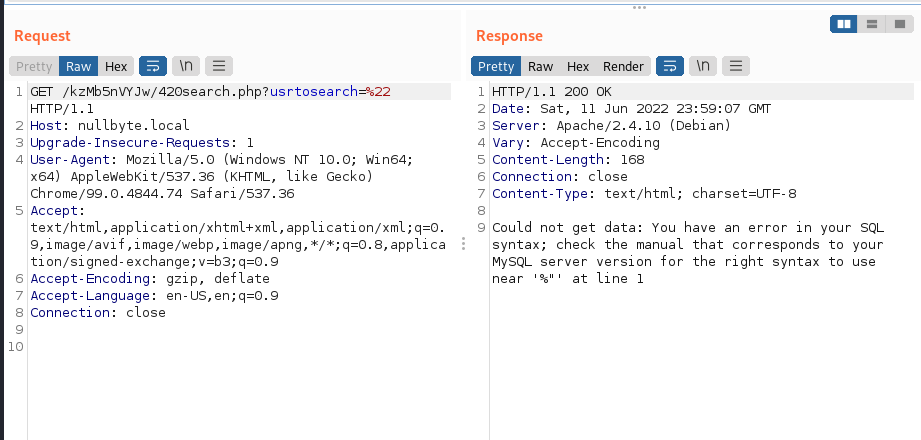 Request
Pretty Raw Hex \n
1 GET /kzMb5nVYJw/420search.php?usrtosearch=%22
HTTP/1.1
2 Host: nullbyte.local
3 Upgrade-Insecure-Requests: 1
4 User-Agent: Mozilla/5.0 (Windows NT 10.0; Win64;
x64) AppleWebKit/537.36 (KHTML, like Gecko)
Chrome/99.0.4844.74 Safari/537.36
5 Accept:
text/html,application/xhtml+xml,application/xml;q=0.
9,image/avif,image/webp,image/apng,*/*;q=0.8,applica
tion/signed-exchange;v=b3;q=0.9
6 Accept-Encoding: gzip, deflate
7 Accept-Language: en-US,en;q=0.9
8 Connection: close
9
10
Response
Pretty Raw Hex Render \n
1 HTTP/1.1 200 OK
2 Date: Sat, 11 Jun 2022 23:59:07 GMT
3 Server: Apache/2.4.10 (Debian)
4 Vary: Accept-Encoding
5 Content-Length: 168
6 Connection: close
7 Content-Type: text/html; charset=UTF-8
8
9 Could not get data: You have an error in your SQL
syntax; check the manual that corresponds to your
MySQL server version for the right syntax to use
near '%"' at line 1